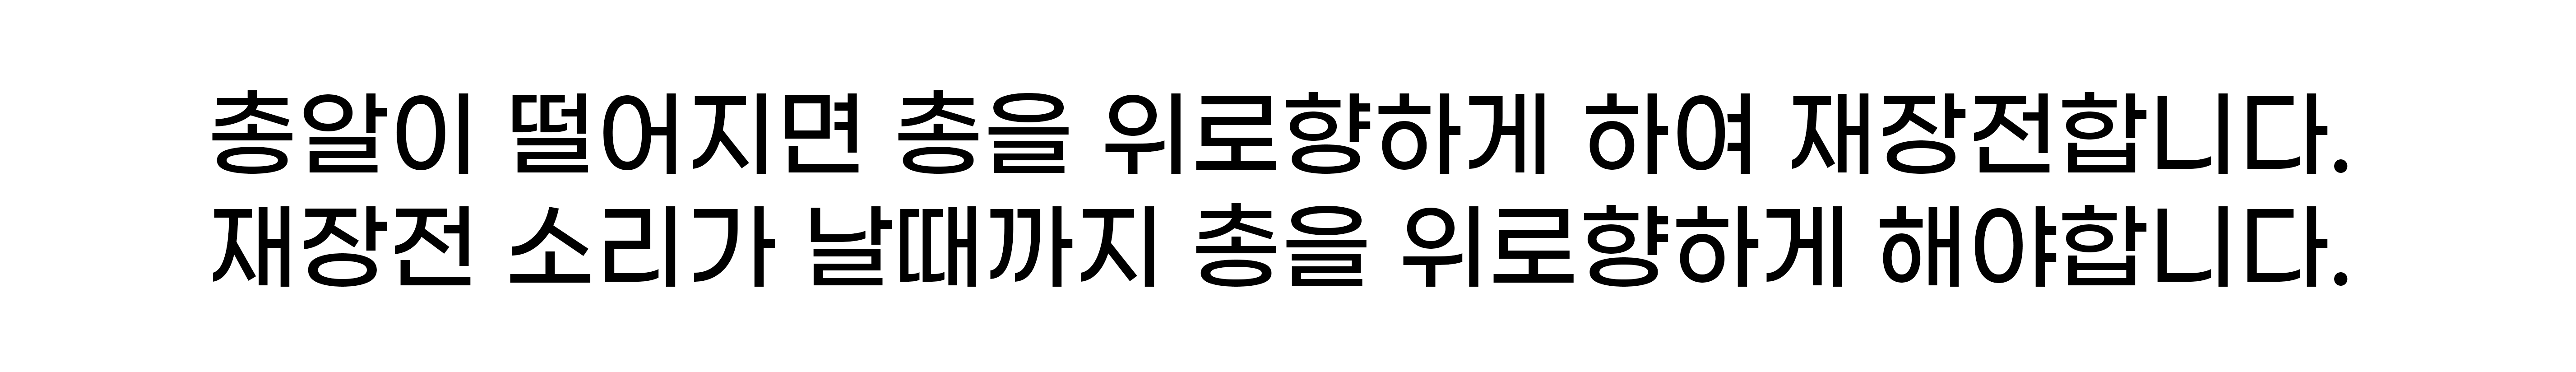 총알이 떨어지면 총을 위로향하게 하여 재장전합니다.
재장전 소리가 날때까지 총을 위로향하게 해야합니다.